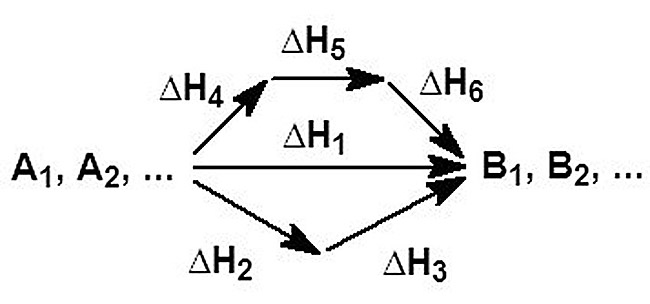 ΔH₅
ΔH₄
ΔH₆
ΔH₁
A₁, A₂, ...
B₁, B₂, ...
ΔH₂
ΔH₃